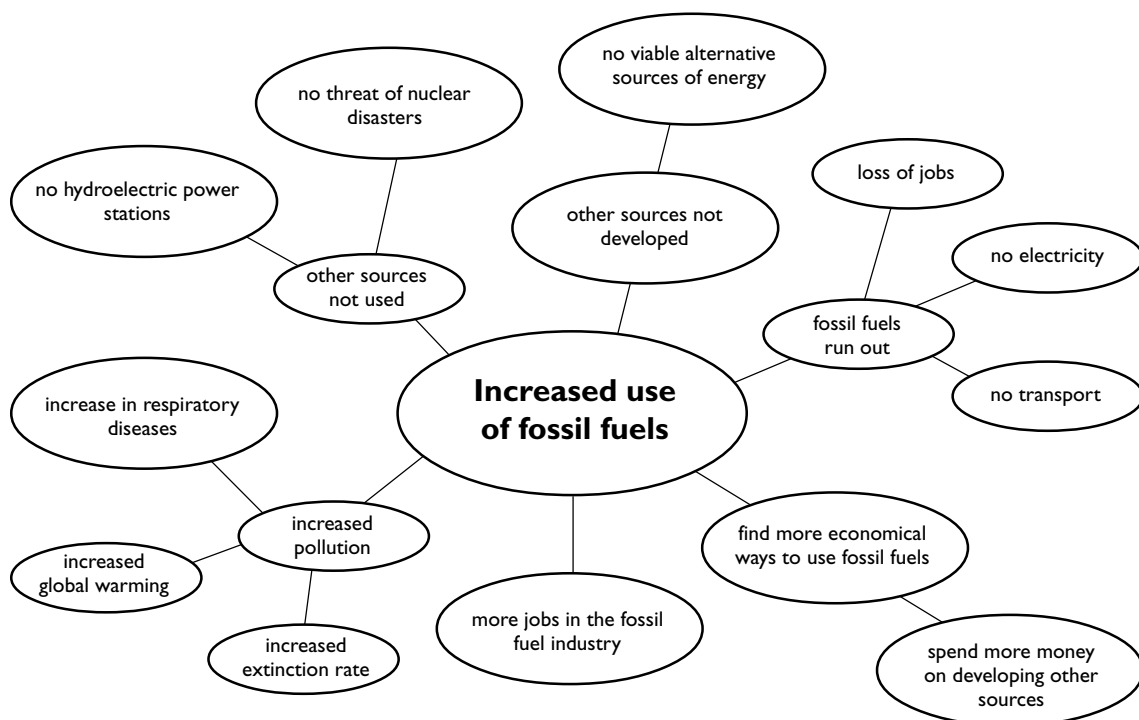 no viable alternative
sources of energy
no threat of nuclear
disasters
loss of jobs
no hydroelectric power
stations
other sources not
developed
no electricity
other sources
not used
fossil fuels
run out
Increased use
of fossil fuels
no transport
increase in respiratory
diseases
increased
pollution
find more economical
ways to use fossil fuels
increased
global warming
more jobs in the fossil
fuel industry
increased
extinction rate
spend more money
on developing other
sources